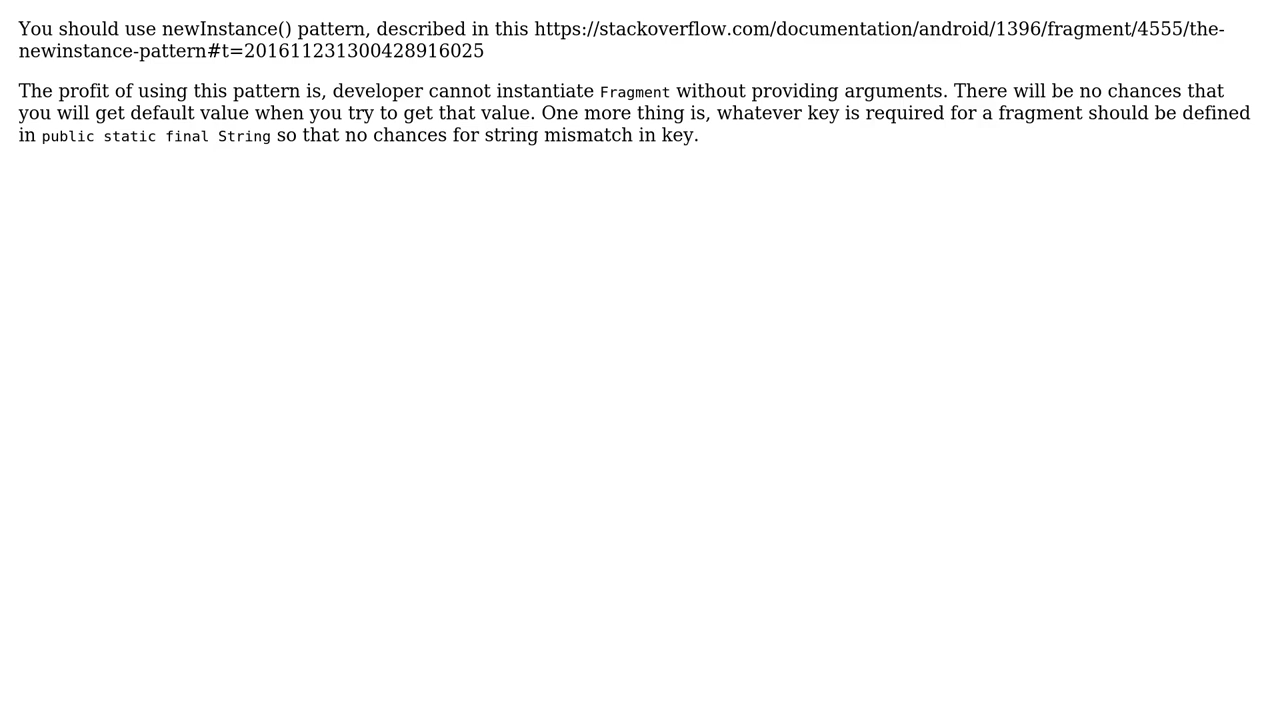 You should use newInstance() pattern, described in this https://stackoverflow.com/documentation/android/1396/fragment/4555/the-
newinstance-pattern#t=201611231300428916025
The profit of using this pattern is, developer cannot instantiate Fragment without providing arguments. There will be no chances that
you will get default value when you try to get that value. One more thing is, whatever key is required for a fragment should be defined
in public static final String so that no chances for string mismatch in key.